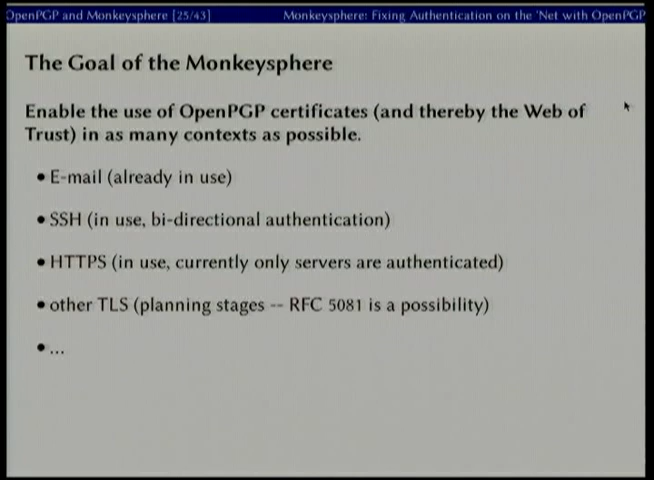 OpenPGP and Monkeysphere [25/43] Monkeysphere: Fixing Authentication on the 'Net with OpenPGP
The Goal of the Monkeysphere
Enable the use of OpenPGP certificates (and thereby the Web of
Trust) in as many contexts as possible.
• E-mail (already in use)
• SSH (in use, bi-directional authentication)
• HTTPS (in use, currently only servers are authenticated)
• other TLS (planning stages -- RFC 5081 is a possibility)
• ...